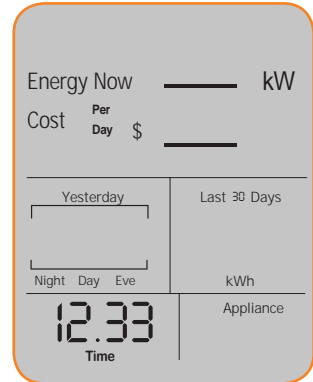 Energy Now kW
Cost Per Day $
Yesterday
Last 30 Days
Night Day Eve
kWh
12.33
Time
Appliance